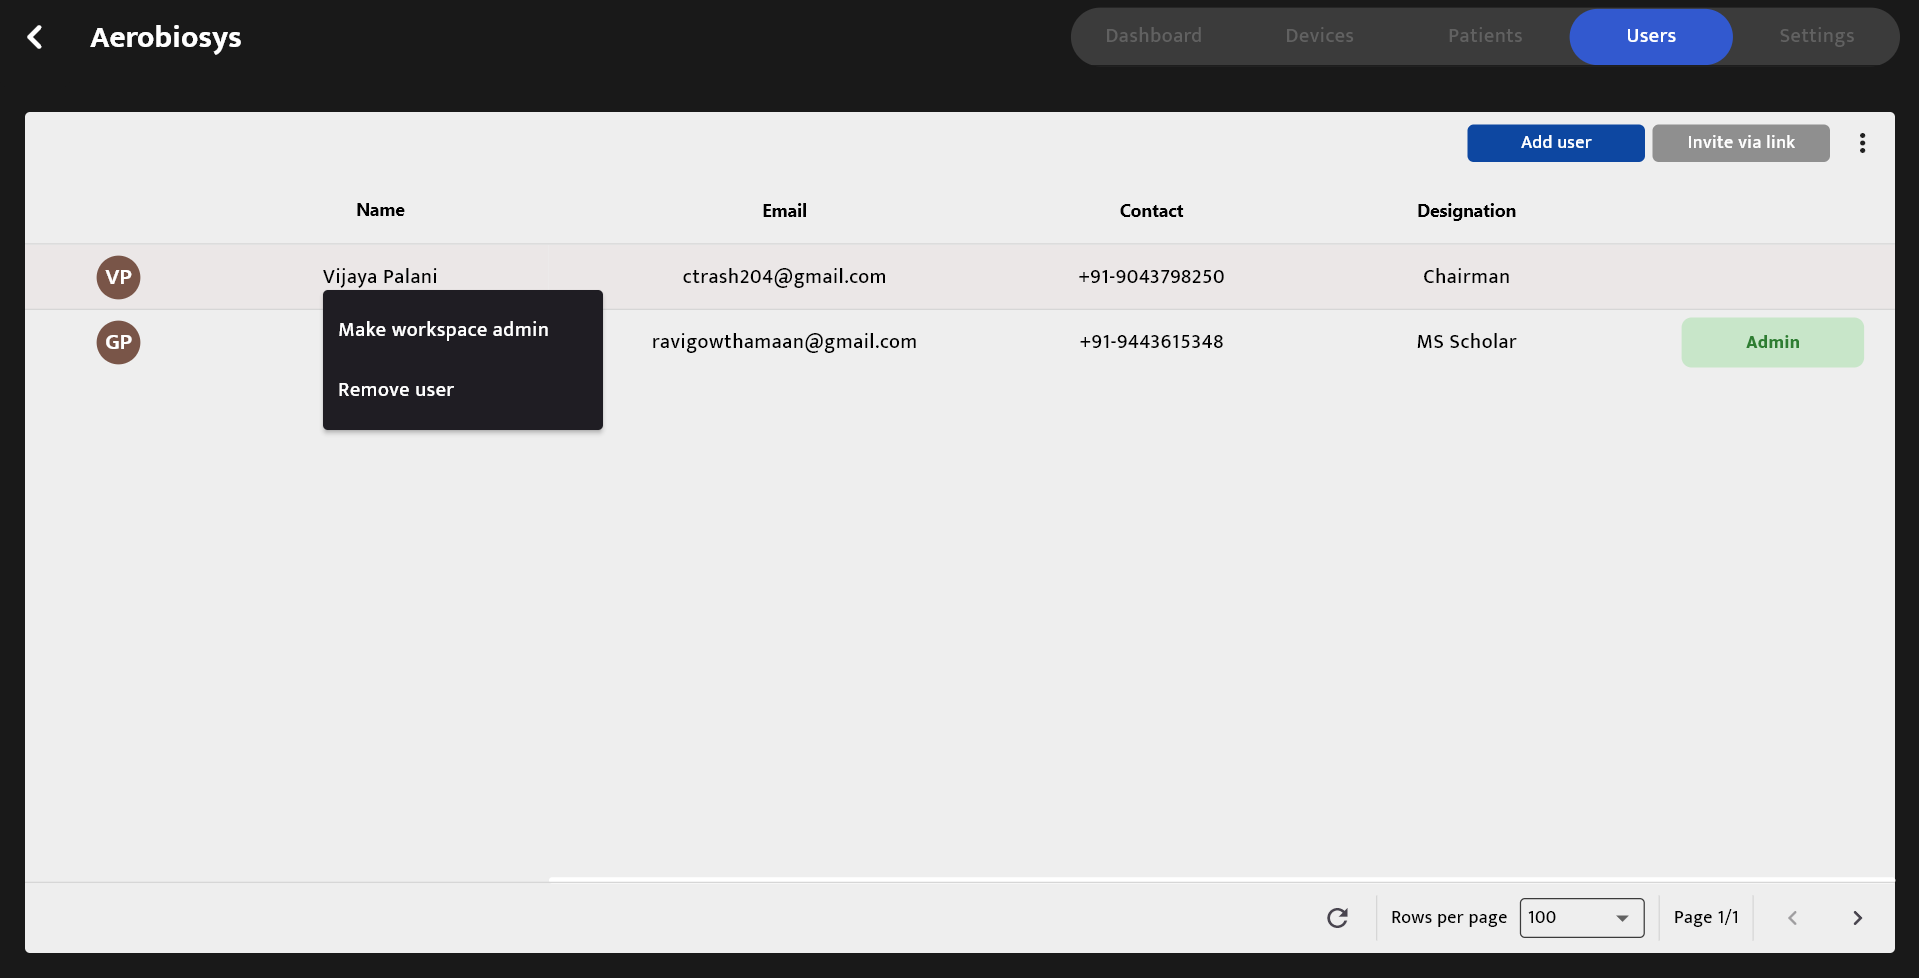 Aerobiosys
Dashboard Devices Patients Users Settings
Add user Invite via link
Name Email Contact Designation
VP Vijaya Palani ctrash204@gmail.com +91-9043798250 Chairman
GP ravigowthamaan@gmail.com +91-9443615348 MS Scholar Admin
Make workspace admin
Remove user
Rows per page 100 Page 1/1